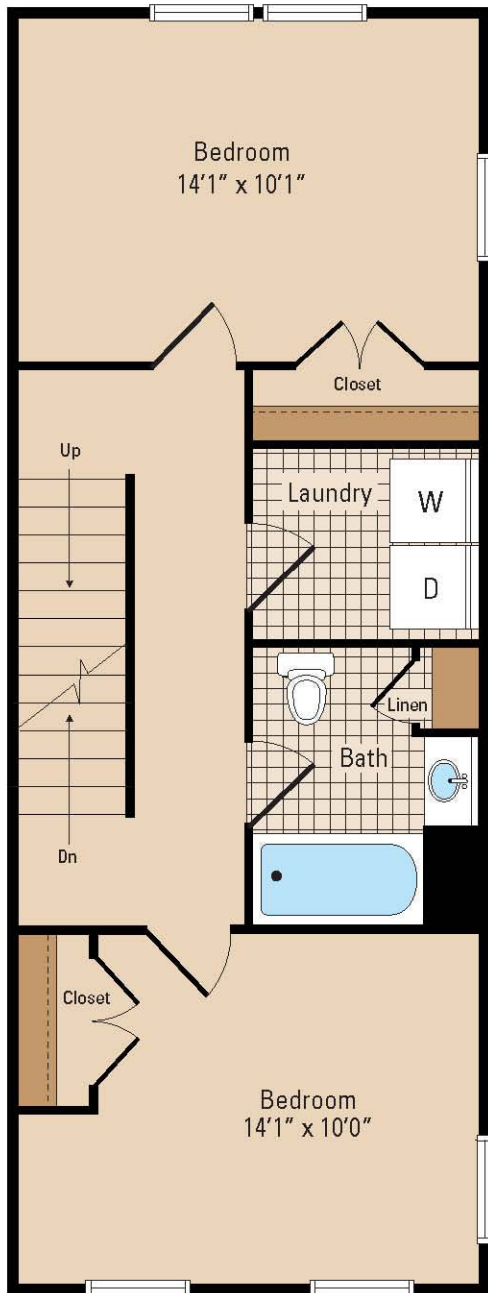 Bedroom
14'1" x 10'1"
Closet
Up
Laundry
W
D
Linen
Bath
Dn
Closet
Bedroom
14'1" x 10'0"